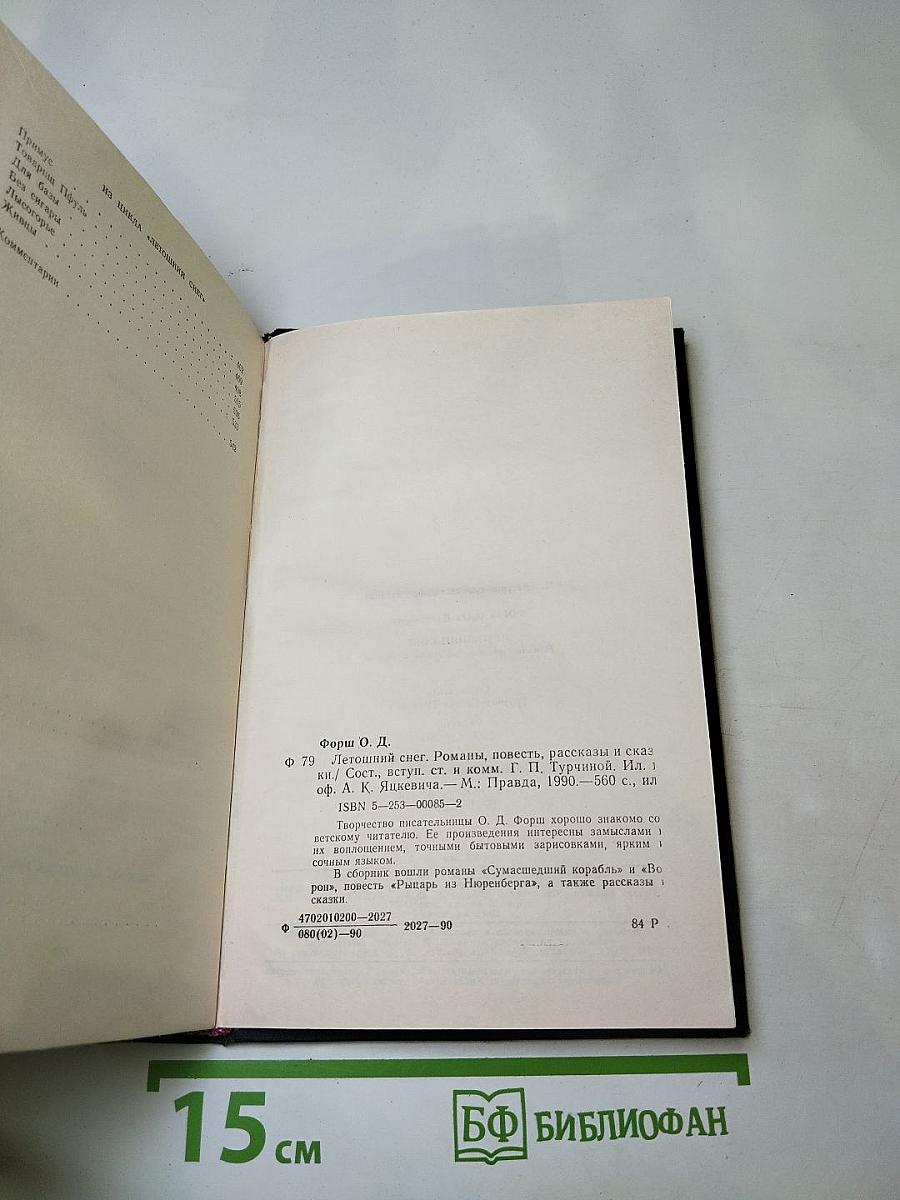 ИЗ ЦИКЛА «ЛЕТОШНИЙ СНЕГ»
Примус
Товарищ Пфуль
Для базы
Без сигары
Лысогорье
Живцы
Комментарии
Форш О. Д.
Ф 79 Летошний снег. Романы, повесть, рассказы и сказ
ки./ Сост., вступ. ст. и комм. Г. П. Турчиной. Ил.
оф. А. К. Яцкевича.— М.: Правда, 1990.—560 с., ил
ISBN 5—253—00085—2
Творчество писательницы О. Д. Форш хорошо знакомо со
ветскому читателю. Ее произведения интересны замыслами
их воплощением, точными бытовыми зарисовками, ярким
сочным языком.
В сборник вошли романы «Сумасшедший корабль» и «Во
рон», повесть «Рыцарь из Нюренберга», а также рассказы
сказки.
Ф 4702010200—2027
080(02)—90
2027—90
84 Р
15 см
БФ БИБЛИОФАН